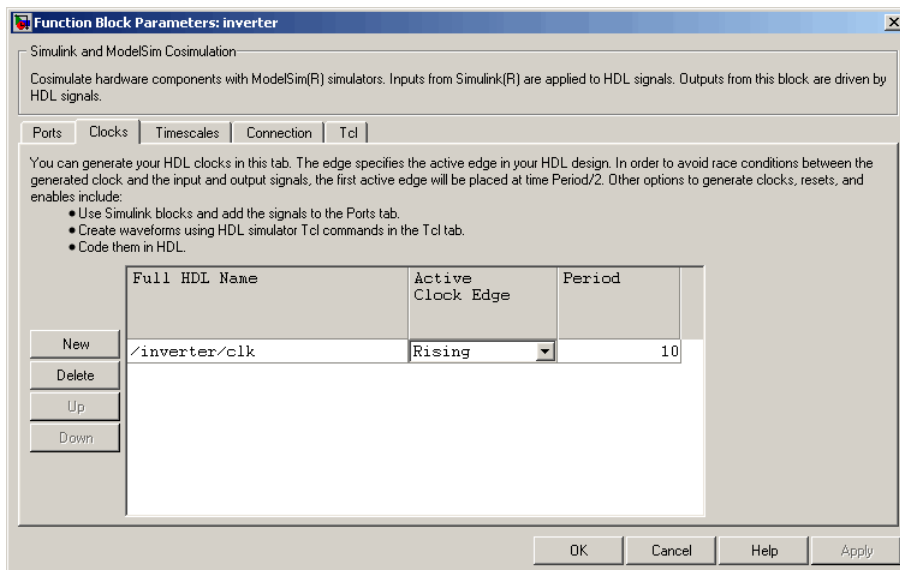 Function Block Parameters: inverter
Simulink and ModelSim Cosimulation
Cosimulate hardware components with ModelSim(R) simulators. Inputs from Simulink(R) are applied to HDL signals. Outputs from this block are driven by
HDL signals.
Ports Clocks Timescales Connection Tcl
You can generate your HDL clocks in this tab. The edge specifies the active edge in your HDL design. In order to avoid race conditions between the
generated clock and the input and output signals, the first active edge will be placed at time Period/2. Other options to generate clocks, resets, and
enables include:
● Use Simulink blocks and add the signals to the Ports tab.
● Create waveforms using HDL simulator Tcl commands in the Tcl tab.
● Code them in HDL.
Full HDL Name Active Period
Clock Edge
New
/inverter/clk Rising 10
Delete
Up
Down
OK Cancel Help Apply